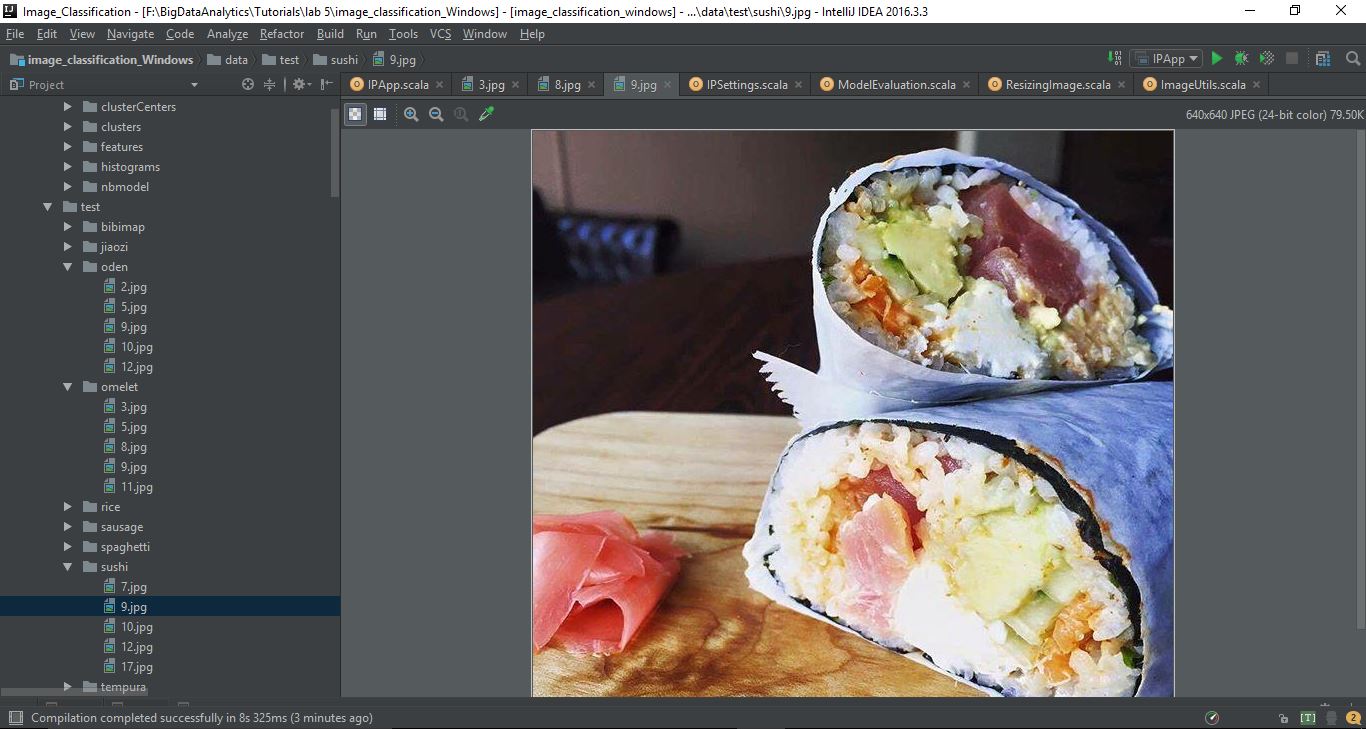 Image_Classification - [F:\BigDataAnalytics\Tutorials\lab 5\image_classification_Windows] - [image_classification_windows] - ...\data\test\sushi\9.jpg - IntelliJ IDEA 2016.3.3
File Edit View Navigate Code Analyze Refactor Build Run Tools VCS Window Help
image_classification_Windows data test sushi 9.jpg IPApp
Project IPApp.scala 3.jpg 8.jpg 9.jpg IPSettings.scala ModelEvaluation.scala ResizingImage.scala ImageUtils.scala
640x640 JPEG (24-bit color) 79.50K
clusterCenters
clusters
features
histograms
nbmodel
test
bibimap
jiaozi
oden
2.jpg
5.jpg
9.jpg
10.jpg
12.jpg
omelet
3.jpg
5.jpg
8.jpg
9.jpg
11.jpg
rice
sausage
spaghetti
sushi
7.jpg
9.jpg
10.jpg
12.jpg
17.jpg
tempura
Compilation completed successfully in 8s 325ms (3 minutes ago) [T] 2